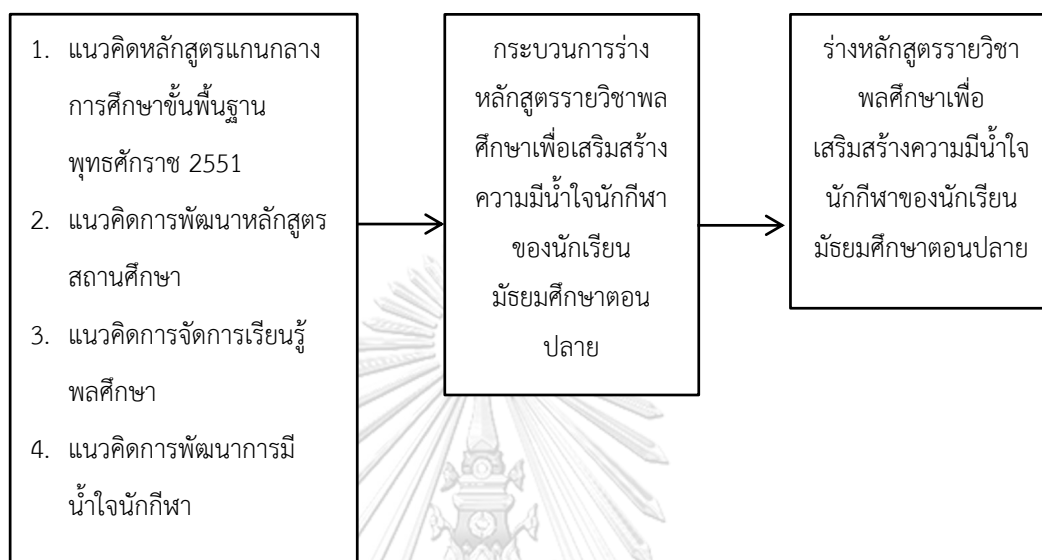 1. แนวคิดหลักสูตรแกนกลาง
การศึกษาขั้นพื้นฐาน
พุทธศักราช 2551
2. แนวคิดการพัฒนาหลักสูตร
สถานศึกษา
3. แนวคิดการจัดการเรียนรู้
พลศึกษา
4. แนวคิดการพัฒนาการมี
น้ำใจนักกีฬา
กระบวนการร่าง
หลักสูตรรายวิชาพล
ศึกษาเพื่อเสริมสร้าง
ความมีน้ำใจนักกีฬา
ของนักเรียน
มัธยมศึกษาตอน
ปลาย
ร่างหลักสูตรรายวิชา
พลศึกษาเพื่อ
เสริมสร้างความมีน้ำใจ
นักกีฬาของนักเรียน
มัธยมศึกษาตอนปลาย